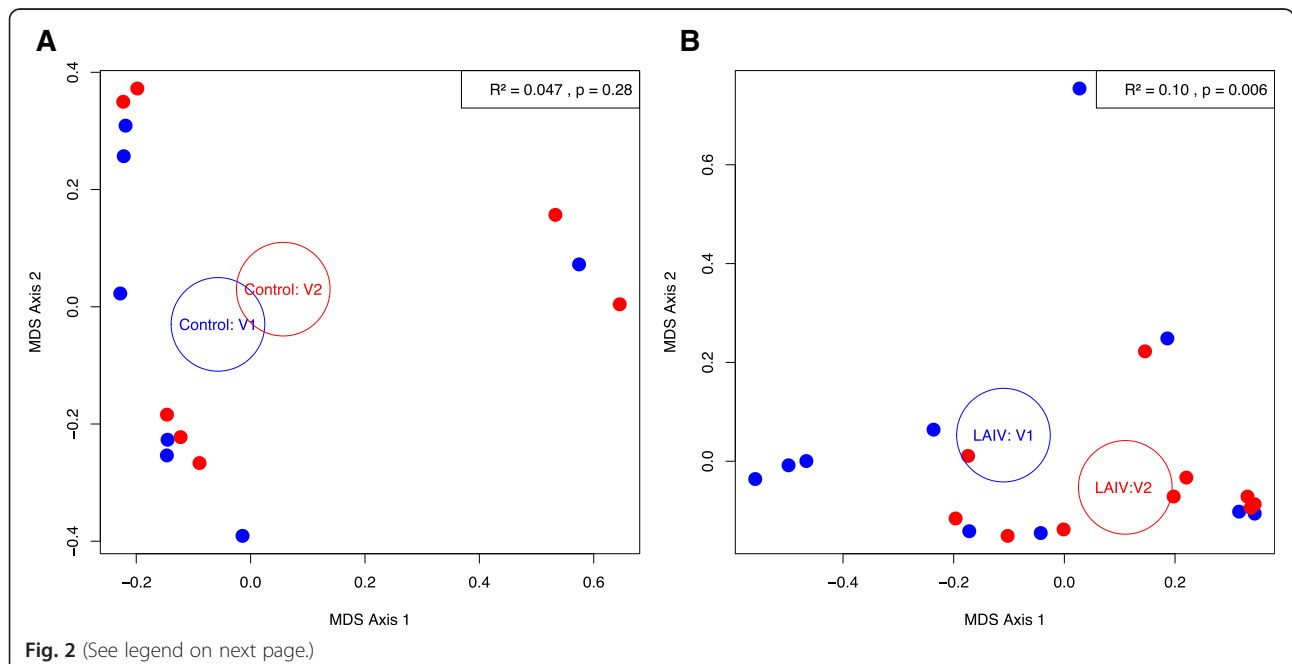 A
B
R² = 0.047 , p = 0.28
R² = 0.10 , p = 0.006
0.4
0.2
0.0
−0.2
−0.4
MDS Axis 2
Control: V2
Control: V1
−0.2
0.0
0.2
0.4
0.6
MDS Axis 1
0.6
0.4
0.2
0.0
MDS Axis 2
LAIV: V1
LAIV:V2
−0.4
−0.2
0.0
0.2
MDS Axis 1
Fig. 2 (See legend on next page.)